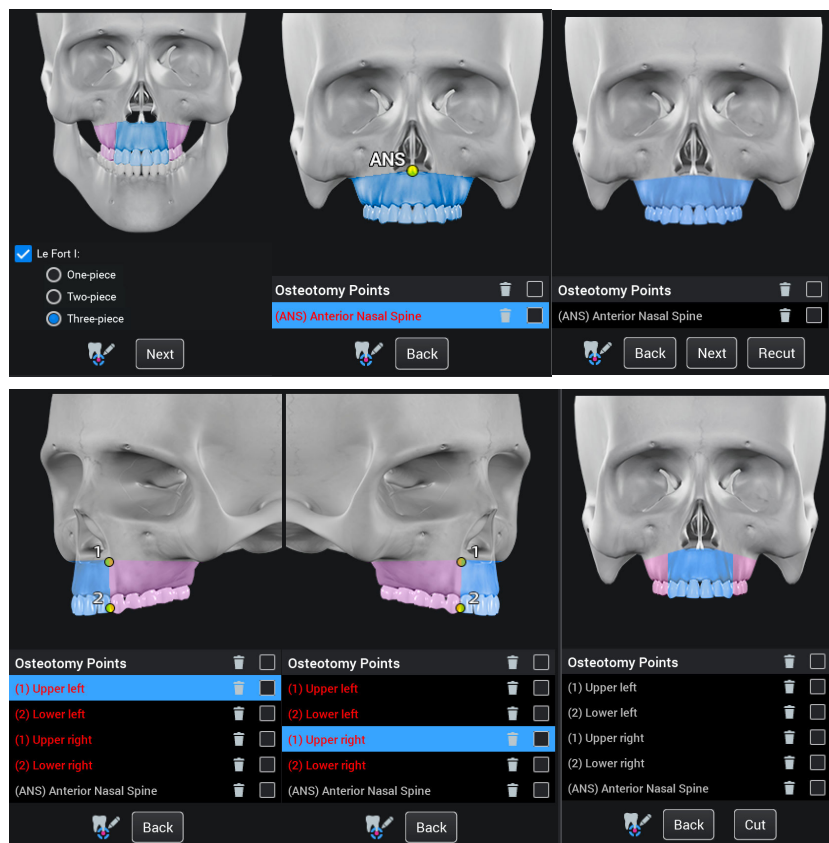 Le Fort I:
One-piece
Two-piece
Three-piece
Next
ANS
Osteotomy Points
(ANS) Anterior Nasal Spine
Back
Osteotomy Points
(ANS) Anterior Nasal Spine
Back Next Recut
1
2
Osteotomy Points
(1) Upper left
(2) Lower left
(1) Upper right
(2) Lower right
(ANS) Anterior Nasal Spine
Back
1
2
Osteotomy Points
(1) Upper left
(2) Lower left
(1) Upper right
(2) Lower right
(ANS) Anterior Nasal Spine
Back
Osteotomy Points
(1) Upper left
(2) Lower left
(1) Upper right
(2) Lower right
(ANS) Anterior Nasal Spine
Back Cut